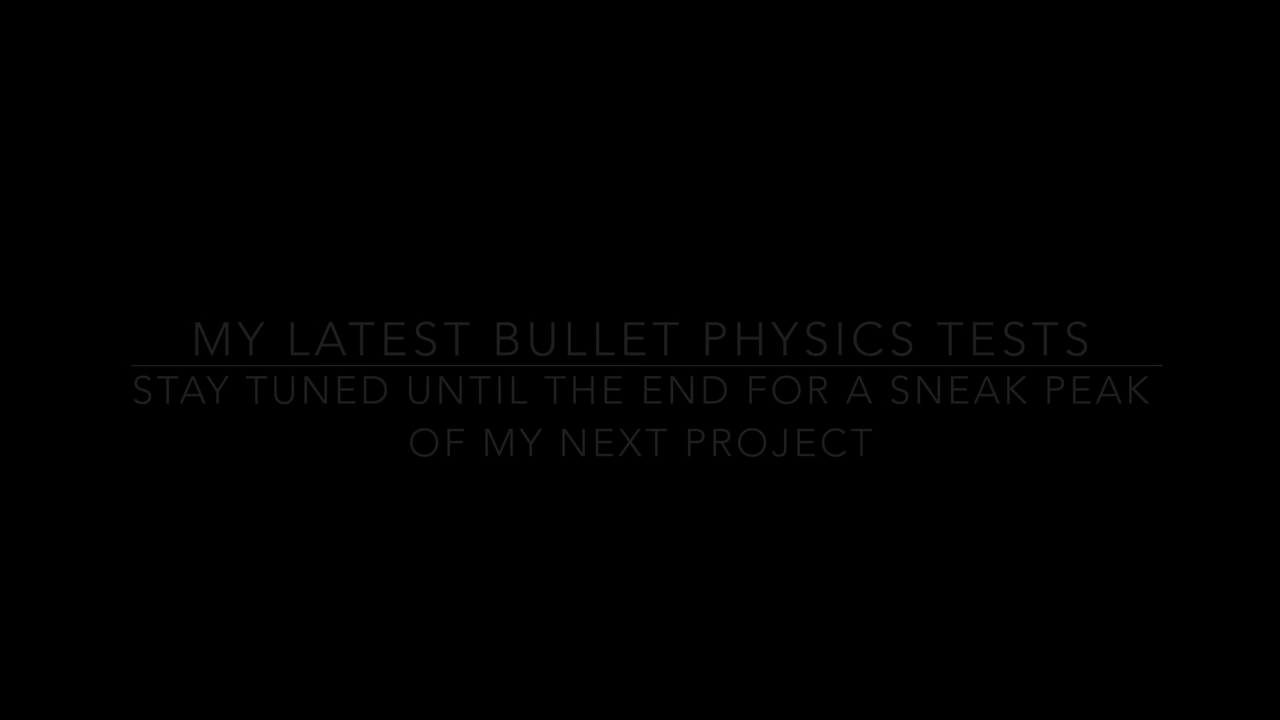 MY LATEST BULLET PHYSICS TESTS
STAY TUNED UNTIL THE END FOR A SNEAK PEAK
OF MY NEXT PROJECT